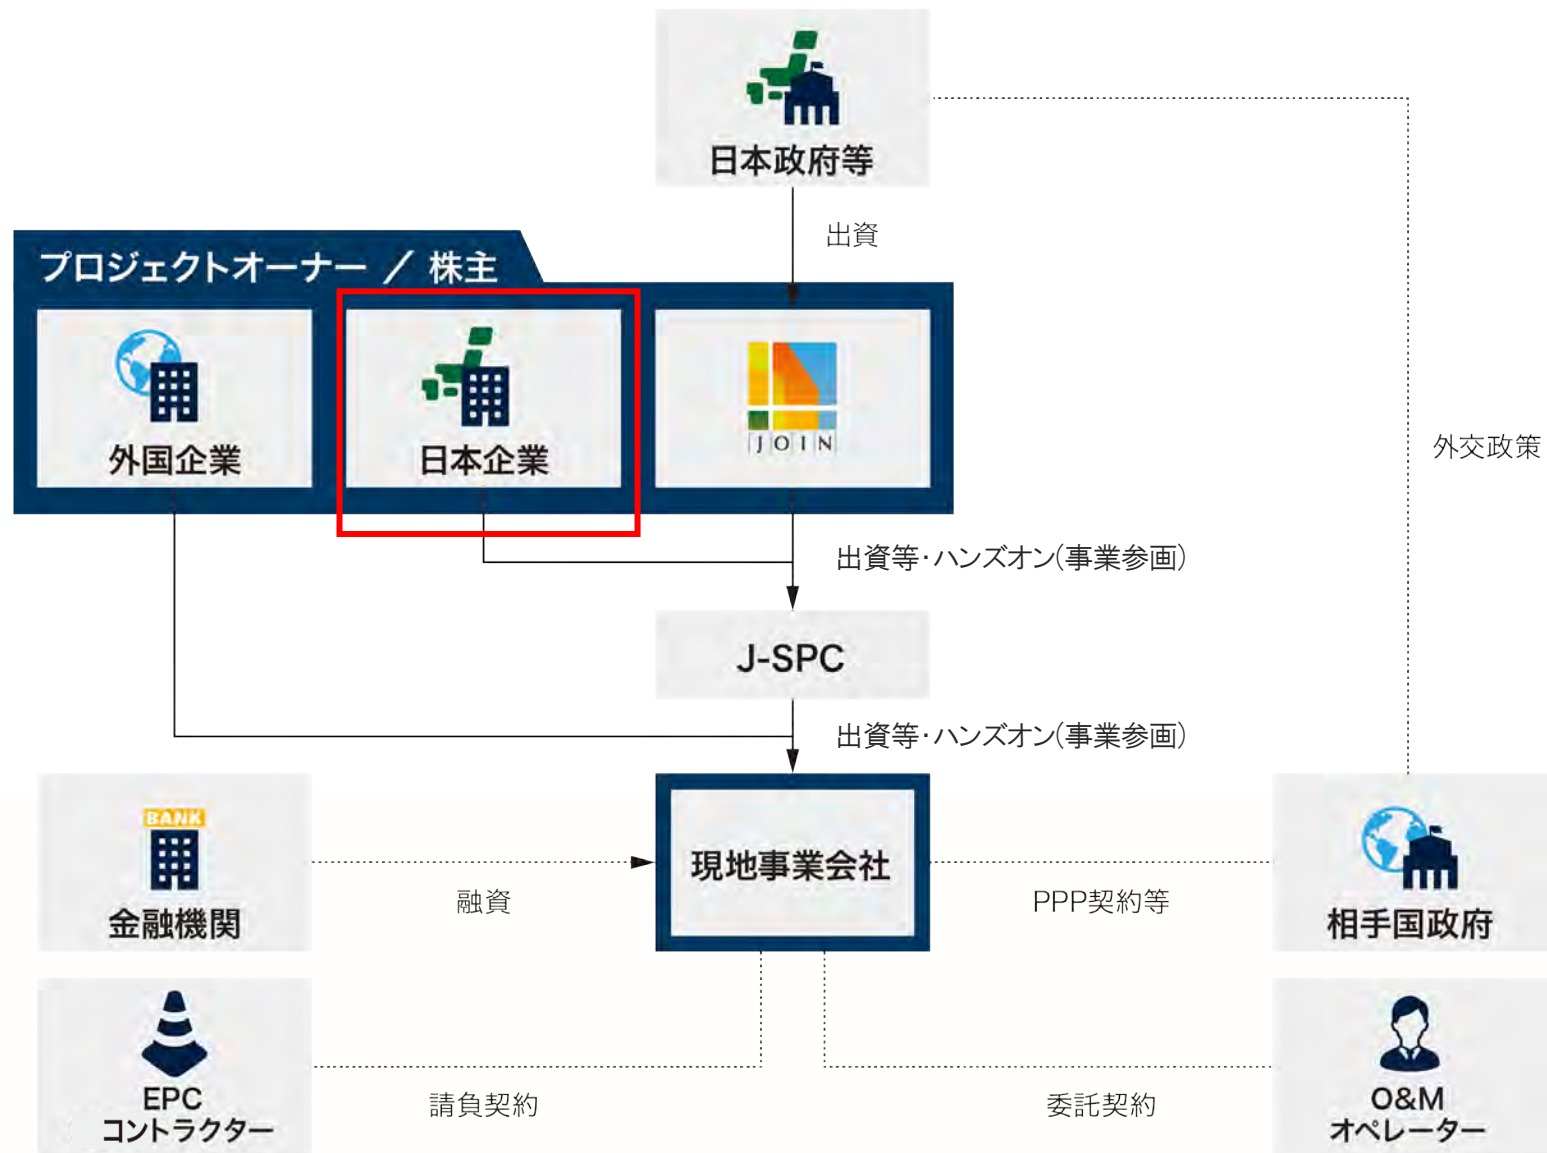 日本政府等
出資
プロジェクトオーナー / 株主
外国企業
日本企業
JOIN
外交政策
出資等・ハンズオン(事業参画)
J-SPC
出資等・ハンズオン(事業参画)
BANK
金融機関
融資
現地事業会社
PPP契約等
相手国政府
EPC
コントラクター
請負契約
委託契約
O&M
オペレーター